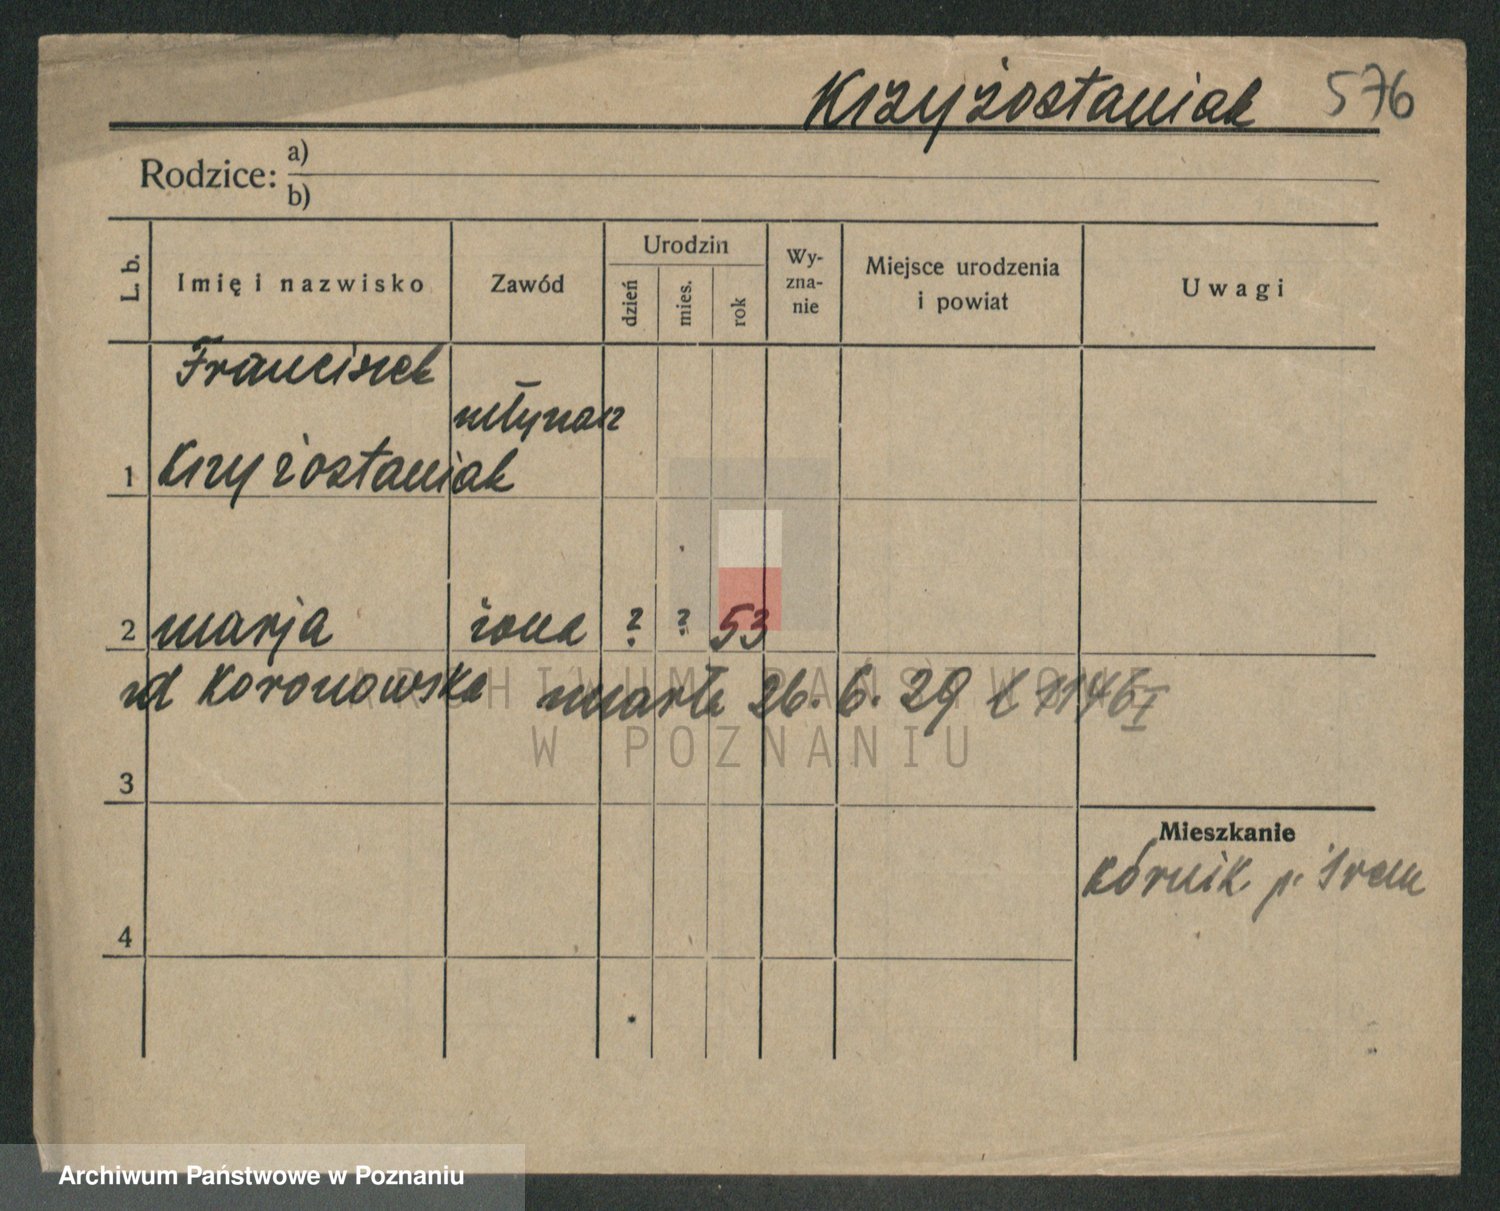 Krzyżostaniak 576
Rodzice: a)
b)
L. b.
Imię i nazwisko
Zawód
Urodzin
dzień
mies.
rok
Wy-
zna-
nie
Miejsce urodzenia
i powiat
Uwagi
Franciszek
młynarz
1 Krzyżostaniak
2 marja żona ? ? 53
zd Koronowska umarła 26. 6. 29 1146 I
ARCHIWUM PAŃSTWOWE
W POZNANIU
3
Mieszkanie
Kórnik p. Śrem
4
Archiwum Państwowe w Poznaniu